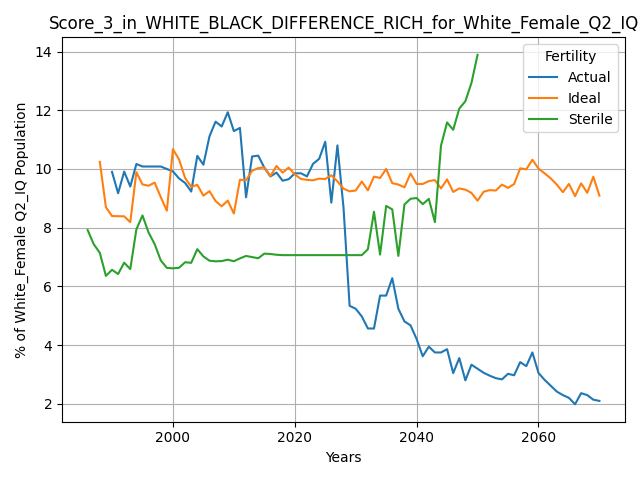 Score_3_in_WHITE_BLACK_DIFFERENCE_RICH_for_White_Female_Q2_IQ
Fertility
Actual
Ideal
Sterile
% of White_Female Q2_IQ Population
14
12
10
8
6
4
2
2000
2020
2040
2060
Years